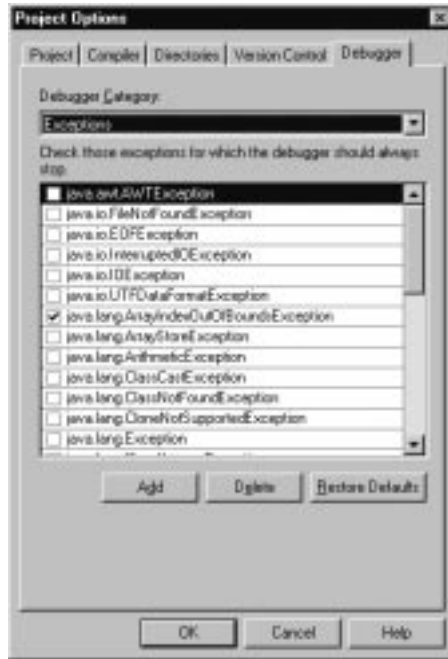 Project Options
Project
Compiler
Directories
Version Control
Debugger
Debugger Category:
Exceptions
Check those exceptions for which the debugger should always
stop.
java.awt.AWTException
java.io.FileNotFoundException
java.io.EOFException
java.io.InterruptedIOException
java.io.IOException
java.io.UTFDataFormatException
java.lang.ArrayIndexOutOfBoundsException
java.lang.ArrayStoreException
java.lang.ArithmeticException
java.lang.ClassCastException
java.lang.ClassNotFoundException
java.lang.CloneNotSupportedException
java.lang.Exception
Add
Delete
Restore Defaults
OK
Cancel
Help